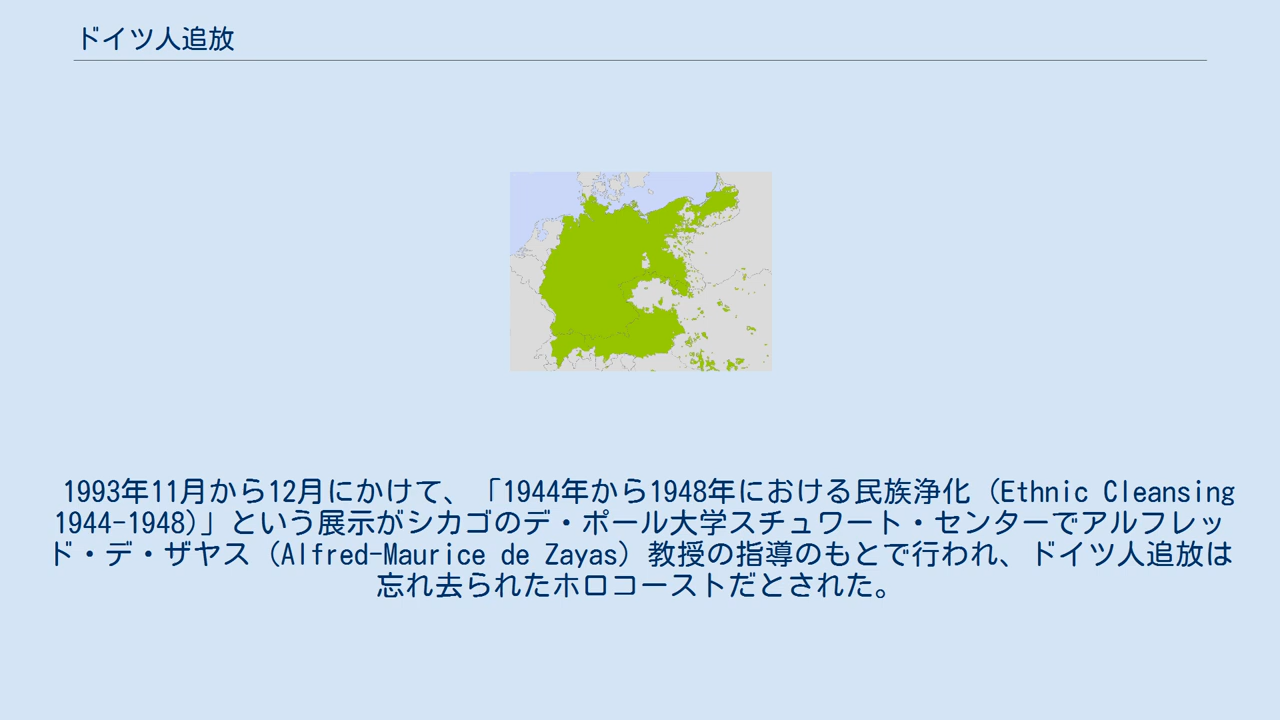 ドイツ人追放
1993年11月から12月にかけて、「1944年から1948年における民族浄化（Ethnic Cleansing
1944-1948)」という展示がシカゴのデ・ポール大学スチュワート・センターでアルフレッ
ド・デ・ザヤス（Alfred-Maurice de Zayas）教授の指導のもとで行われ、ドイツ人追放は
忘れ去られたホロコーストだとされた。